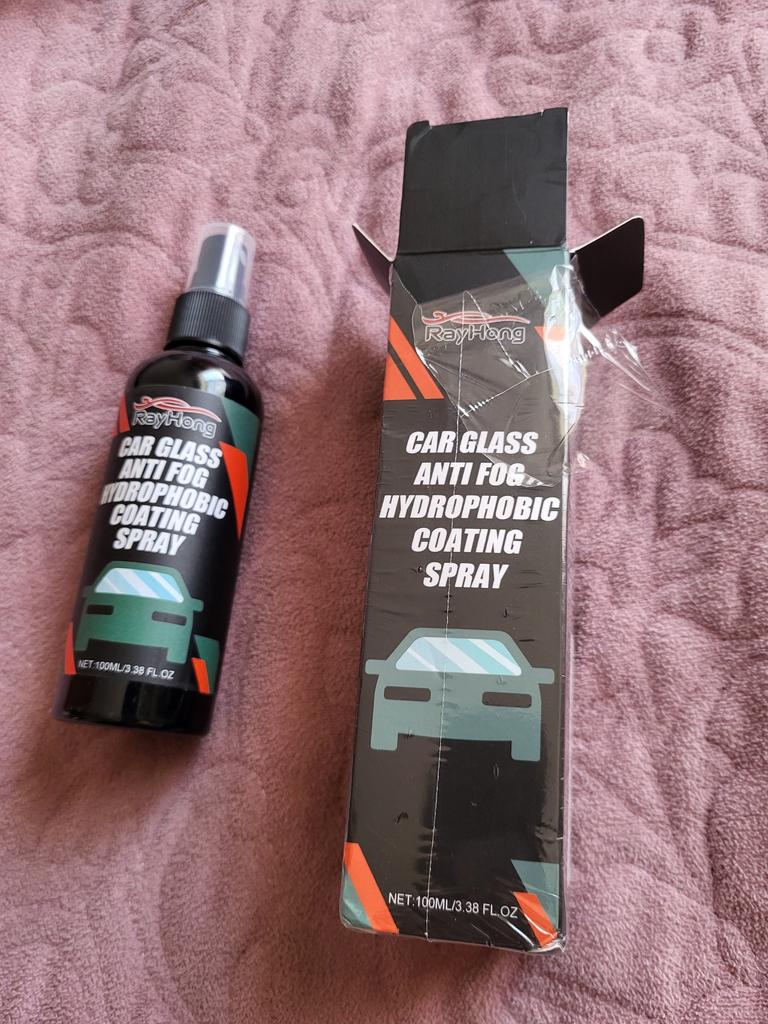 RayHong
CAR GLASS
ANTI FOG
HYDROPHOBIC
COATING
SPRAY
NET:100ML/3.38 FL.OZ
RayHong
CAR GLASS
ANTI FOG
HYDROPHOBIC
COATING
SPRAY
NET:100ML/3.38 FL.OZ